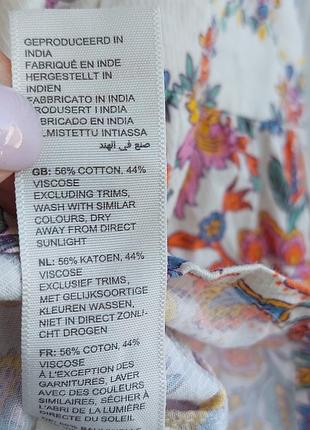 GEPRODUCEERD IN
INDIA
FABRIQUÉ EN INDE
HERGESTELLT IN
INDIEN
FABBRICATO IN INDIA
PRODUSERT I INDIA
FABRICADO EN INDIA
VALMISTETTU INTIASSA
صنع في الهند
GB: 56% COTTON, 44%
VISCOSE
EXCLUDING TRIMS,
WASH WITH SIMILAR
COLOURS, DRY
AWAY FROM DIRECT
SUNLIGHT
NL: 56% KATOEN, 44%
VISCOSE
EXCLUSIEF TRIMS,
MET GELIJKSOORTIGE
KLEUREN WASSEN,
NIET IN DIRECT ZONLI-
CHT DROGEN
FR: 56% COTTON, 44%
VISCOSE
À L'EXCEPTION DES
GARNITURES, LAVER
AVEC DES COULEURS
SIMILAIRES, SÉCHER À
L'ABRI DE LA LUMIÈRE
DIRECTE DU SOLEIL